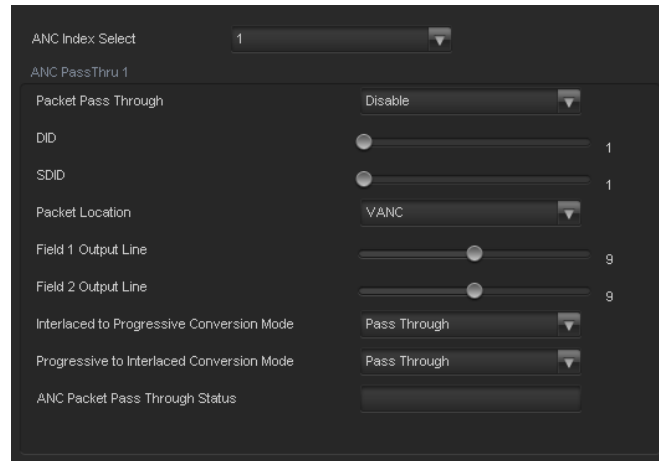 ANC Index Select 1
ANC PassThru 1
Packet Pass Through Disable
DID 1
SDID 1
Packet Location VANC
Field 1 Output Line 9
Field 2 Output Line 9
Interlaced to Progressive Conversion Mode Pass Through
Progressive to Interlaced Conversion Mode Pass Through
ANC Packet Pass Through Status